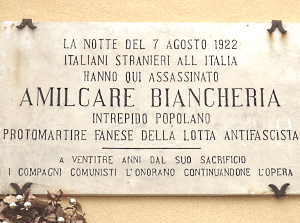 LA NOTTE DEL 7 AGOSTO 1922
ITALIANI STRANIERI ALL ITALIA
HANNO QUI ASSASSINATO
AMILCARE BIANCHERIA
INTREPIDO POPOLANO
PROTOMARTIRE FANESE DELLA LOTTA ANTIFASCISTA
A VENTITRE ANNI DAL SUO SACRIFICIO
I COMPAGNI COMUNISTI L'ONORANO CONTINUANDONE L'OPERA